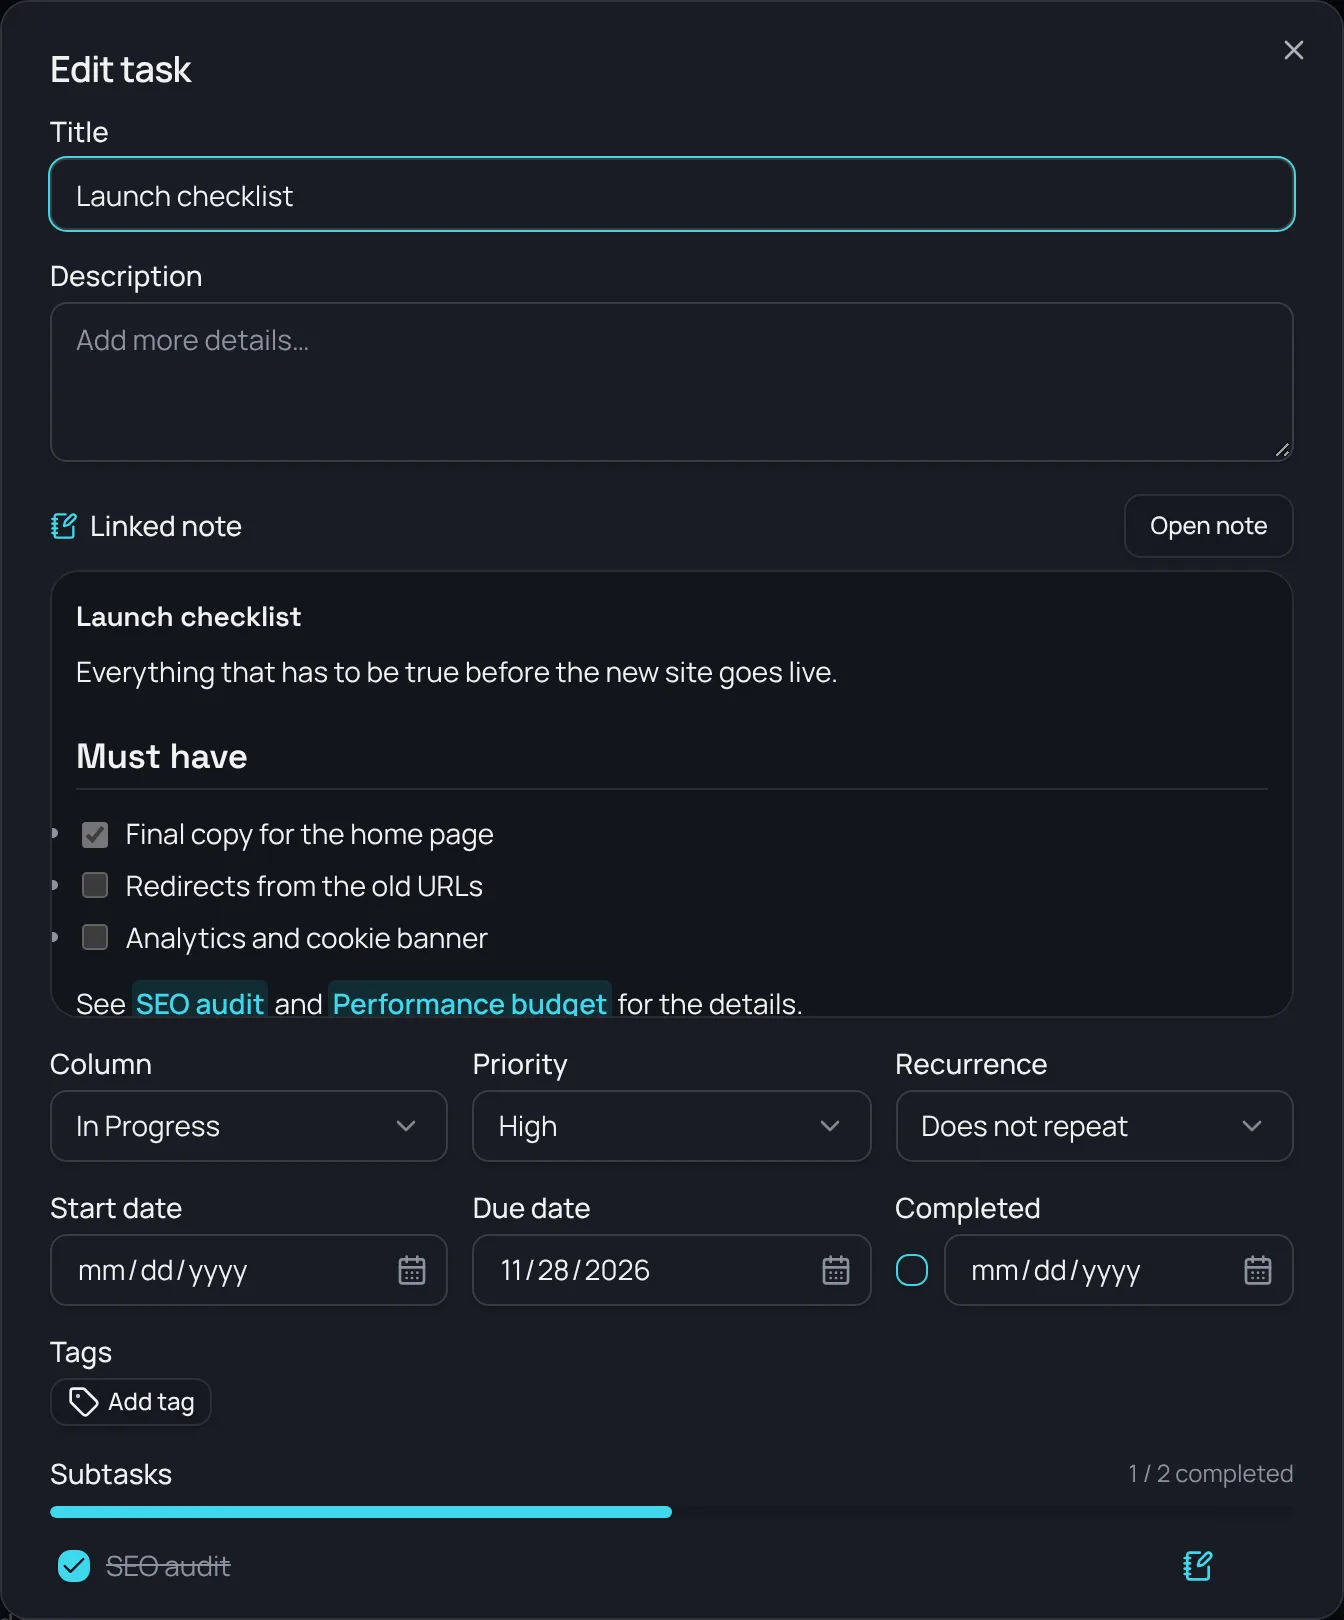 Edit task
Title
Launch checklist
Description
Add more details...
Linked note
Open note
Launch checklist
Everything that has to be true before the new site goes live.
Must have
Final copy for the home page
Redirects from the old URLs
Analytics and cookie banner
See SEO audit and Performance budget for the details.
Column Priority Recurrence
In Progress High Does not repeat
Start date Due date Completed
mm/dd/yyyy 11/28/2026 mm/dd/yyyy
Tags
Add tag
Subtasks 1 / 2 completed
SEO audit